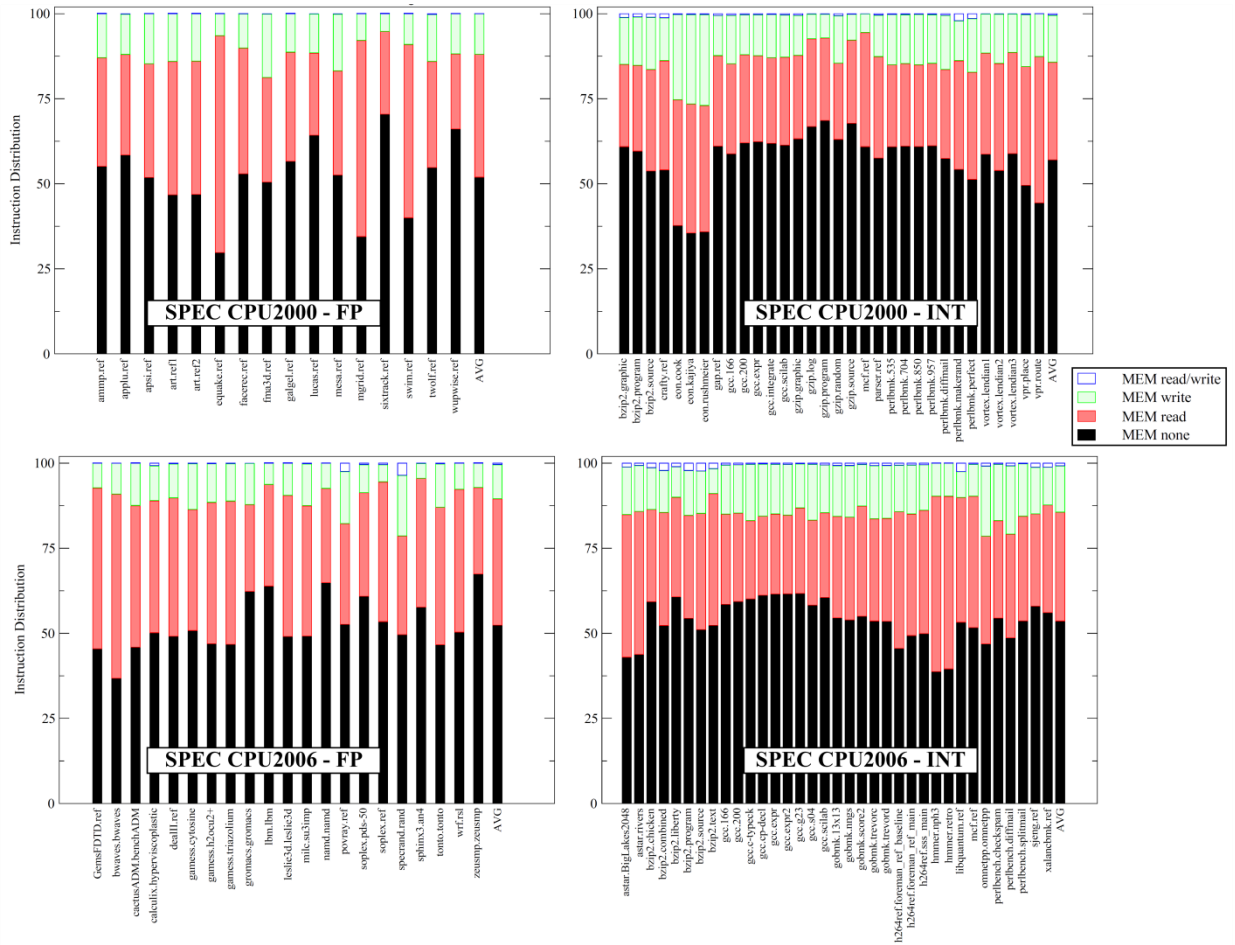 Instruction Distribution
100
75
50
25
0
SPEC CPU2000 - FP
ammp.ref
applu.ref
apsi.ref
art.ref1
art.ref2
equake.ref
facerec.ref
fma3d.ref
galgel.ref
lucas.ref
mesa.ref
mgrid.ref
sixtrack.ref
swim.ref
twolf.ref
wupwise.ref
AVG
100
75
50
25
0
SPEC CPU2000 - INT
bzip2.graphic
bzip2.program
bzip2.source
crafty.ref
eon.cook
eon.kajiya
eon.rushmeier
gap.ref
gcc.166
gcc.200
gcc.expr
gcc.integrate
gcc.scilab
gzip.graphic
gzip.log
gzip.program
gzip.random
gzip.source
mcf.ref
parser.ref
perlbmk.535
perlbmk.704
perlbmk.850
perlbmk.957
perlbmk.diffmail
perlbmk.makerand
perlbmk.perfect
vortex.lendian1
vortex.lendian2
vortex.lendian3
vpr.place
vpr.route
AVG
MEM read/write
MEM write
MEM read
MEM none
Instruction Distribution
100
75
50
25
0
SPEC CPU2006 - FP
GemsFDTD.ref
bwaves.bwaves
cactusADM.benchADM
calculix.hyperviscoplastic
dealII.ref
gamess.cytosine
gamess.h2ocu2+
gamess.triazolium
gromacs.gromacs
lbm.lbm
leslie3d.leslie3d
milc.su3imp
namd.namd
povray.ref
soplex.pds-50
soplex.ref
specrand.rand
sphinx3.an4
tonto.tonto
wrf.rsl
zeusmp.zeusmp
AVG
100
75
50
25
0
SPEC CPU2006 - INT
astar.BigLakes2048
astar.rivers
bzip2.chicken
bzip2.combined
bzip2.liberty
bzip2.program
bzip2.source
bzip2.text
gcc.166
gcc.200
gcc.c-typeck
gcc.cp-decl
gcc.expr
gcc.expr2
gcc.g23
gcc.s04
gcc.scilab
gobmk.13x13
gobmk.nngs
gobmk.score2
gobmk.trevorc
gobmk.trevord
h264ref.foreman_ref_baseline
h264ref.foreman_ref_main
h264ref.sss_main
hmmer.nph3
hmmer.retro
libquantum.ref
mcf.ref
omnetpp.omnetpp
perlbench.checkspam
perlbench.diffmail
perlbench.splitmail
sjeng.ref
xalancbmk.ref
AVG